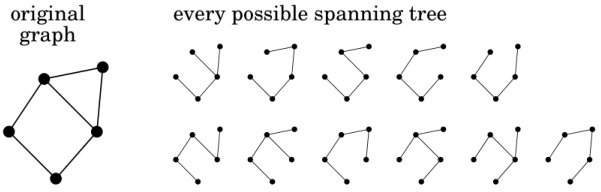 original
graph
every possible spanning tree